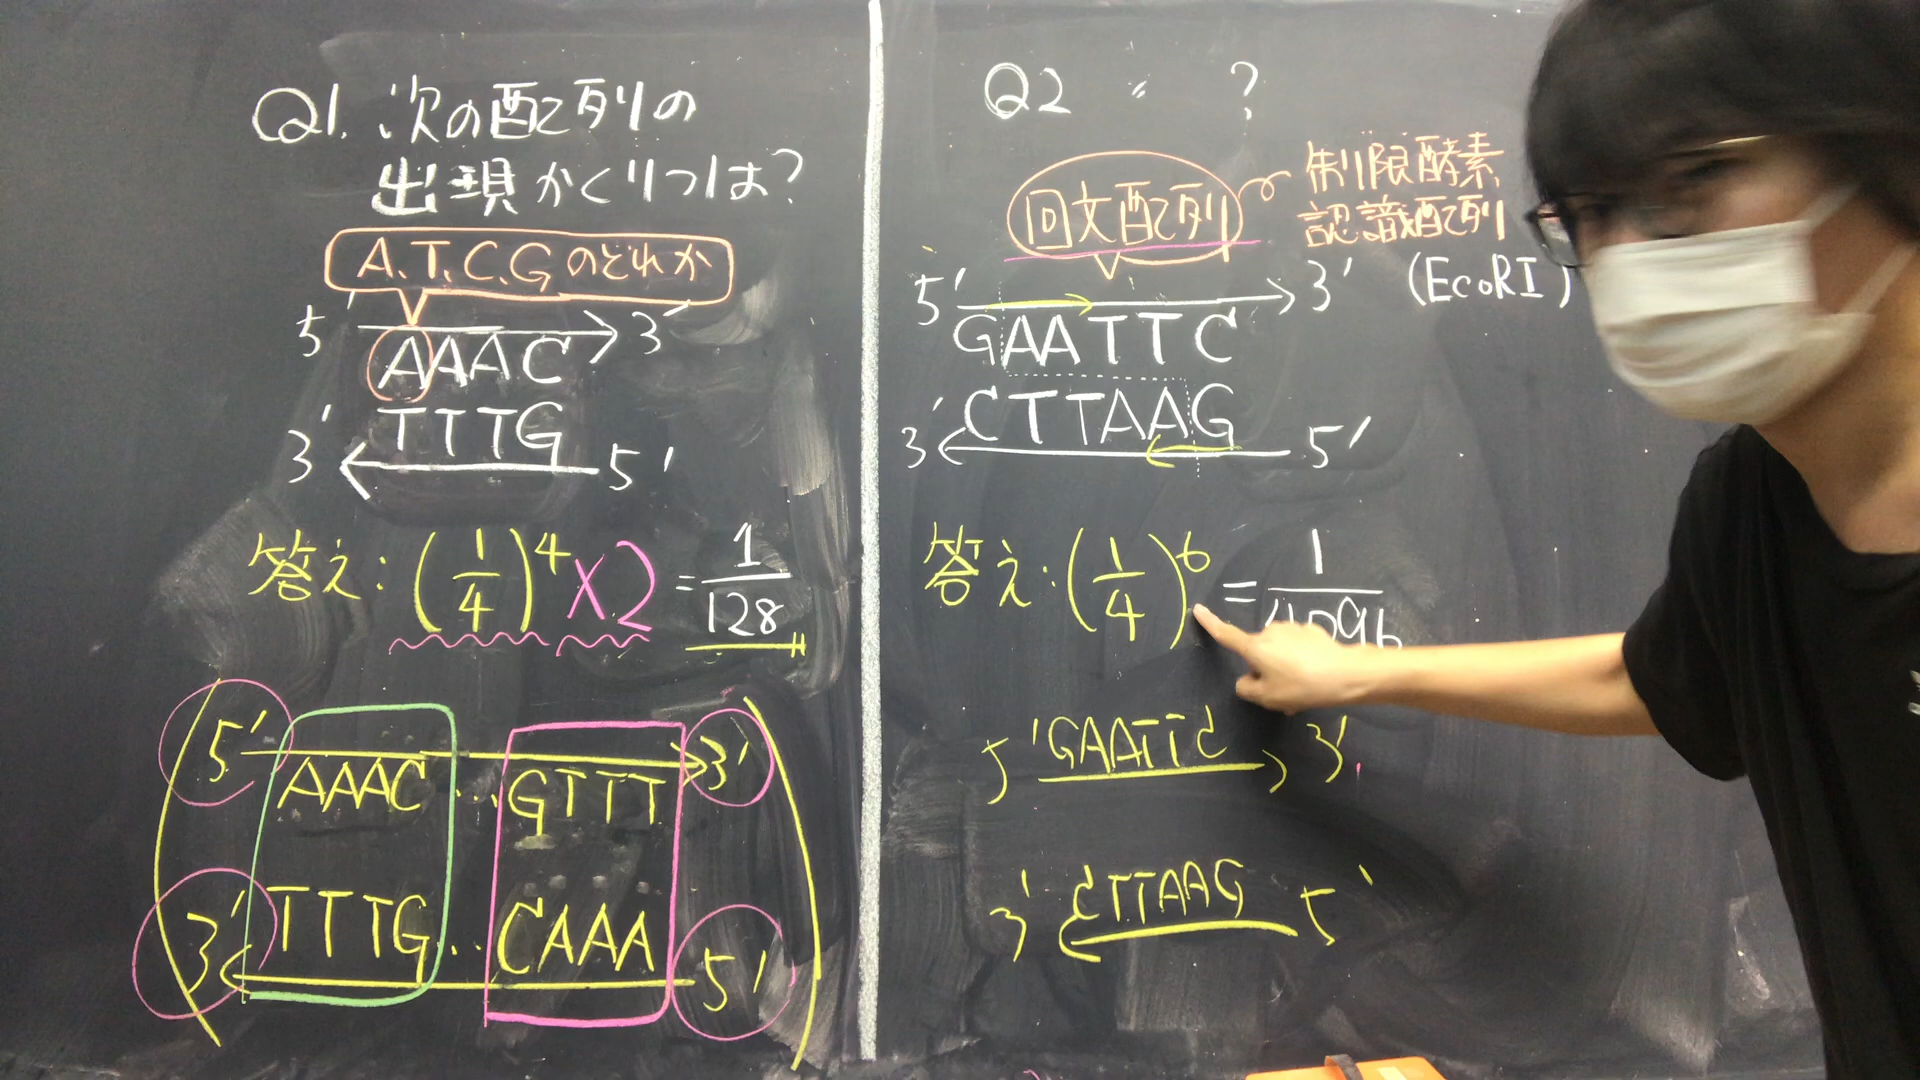 Q1. 次の配列の
出現かくりつは?
A.T.C.Gのどれか
5' 3'
AAAC
TTTG
3' 5'
答え: (1/4)^4 ×2 = 1/128
5' AAAC...GTTT 3'
3' TTTG...CAAA 5'
Q2 〃 ?
回文配列
制限酵素
認識配列
(EcoRI)
5' 3'
GAATTC
CTTAAG
3' 5'
答え: (1/4)^6 = 1/4096
5' GAATTC 3'
3' CTTAAG 5'